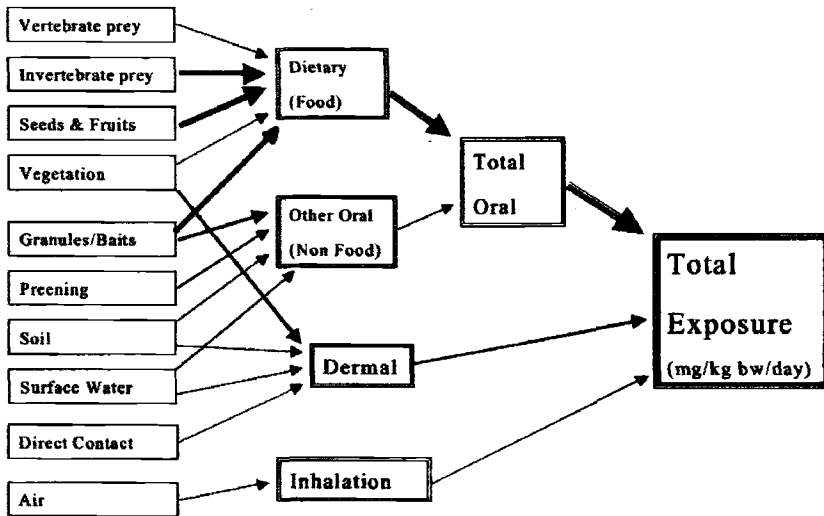 Vertebrate prey
Invertebrate prey
Seeds & Fruits
Vegetation
Granules/Baits
Preening
Soil
Surface Water
Direct Contact
Air
Dietary
(Food)
Other Oral
(Non Food)
Dermal
Inhalation
Total
Oral
Total
Exposure
(mg/kg bw/day)